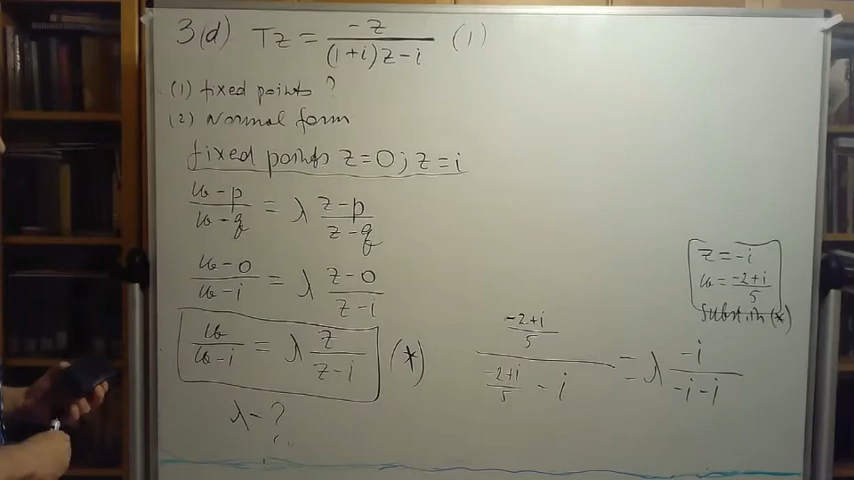 3(d) Tz = -z / ((1+i)z - i) (1)
(1) fixed points ?
(2) Normal form
fixed points z = 0 ; z = i
(w-p)/(w-q) = λ (z-p)/(z-q)
(w-0)/(w-i) = λ (z-0)/(z-i)
w/(w-i) = λ z/(z-i) (*)
λ - ?
z = -i
w = (-2+i)/5
subst. in (*)
((-2+i)/5) / ((-2+i)/5 - i) = λ (-i)/(-i-i)